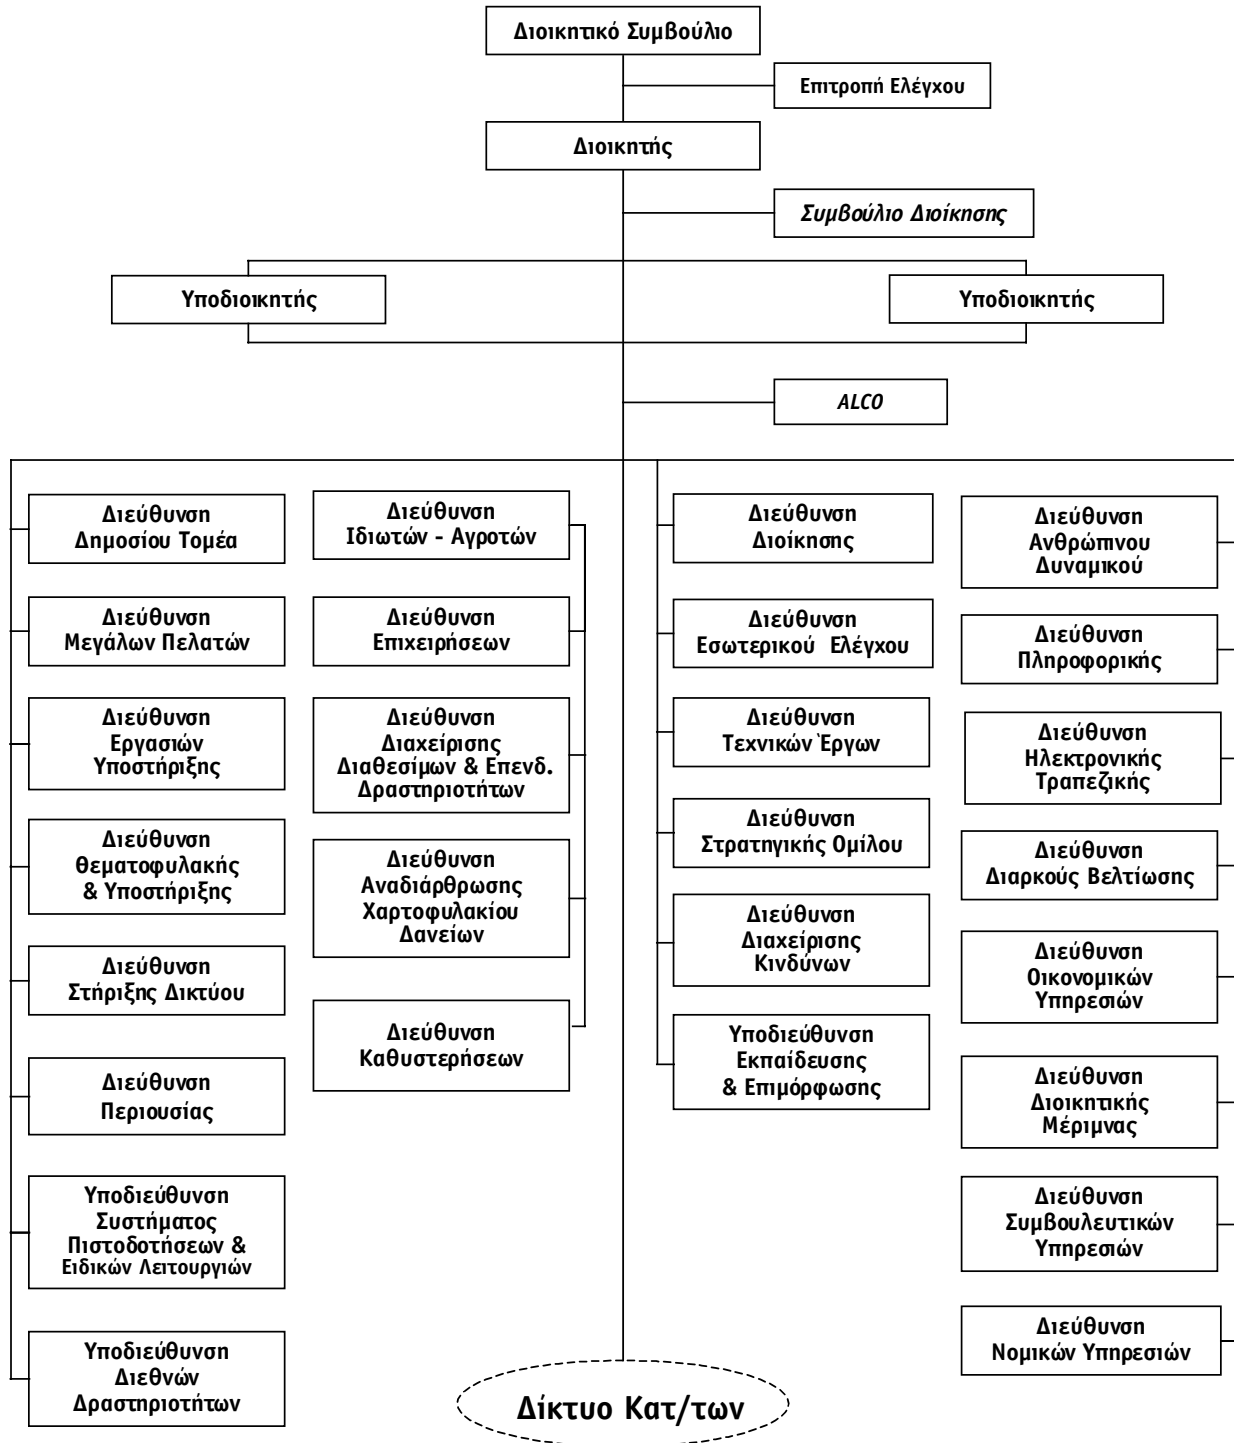 Διοικητικό Συμβούλιο
Επιτροπή Ελέγχου
Διοικητής
Συμβούλιο Διοίκησης
Υποδιοικητής
Υποδιοικητής
ALCO
Διεύθυνση
Δημοσίου Τομέα
Διεύθυνση
Μεγάλων Πελατών
Διεύθυνση
Εργασιών
Υποστήριξης
Διεύθυνση
Θεματοφυλακής
& Υποστήριξης
Διεύθυνση
Στήριξης Δικτύου
Διεύθυνση
Περιουσίας
Υποδιεύθυνση
Συστήματος
Πιστοδοτήσεων &
Ειδικών Λειτουργιών
Υποδιεύθυνση
Διεθνών
Δραστηριοτήτων
Διεύθυνση
Ιδιωτών - Αγροτών
Διεύθυνση
Επιχειρήσεων
Διεύθυνση
Διαχείρισης
Διαθεσίμων & Επενδ.
Δραστηριοτήτων
Διεύθυνση
Αναδιάρθρωσης
Χαρτοφυλακίου
Δανείων
Διεύθυνση
Καθυστερήσεων
Διεύθυνση
Διοίκησης
Διεύθυνση
Εσωτερικού Ελέγχου
Διεύθυνση
Τεχνικών Έργων
Διεύθυνση
Στρατηγικής Ομίλου
Διεύθυνση
Διαχείρισης
Κινδύνων
Υποδιεύθυνση
Εκπαίδευσης
& Επιμόρφωσης
Διεύθυνση
Ανθρώπινου
Δυναμικού
Διεύθυνση
Πληροφορικής
Διεύθυνση
Ηλεκτρονικής
Τραπεζικής
Διεύθυνση
Διαρκούς Βελτίωσης
Διεύθυνση
Οικονομικών
Υπηρεσιών
Διεύθυνση
Διοικητικής
Μέριμνας
Διεύθυνση
Συμβουλευτικών
Υπηρεσιών
Διεύθυνση
Νομικών Υπηρεσιών
Δίκτυο Κατ/των